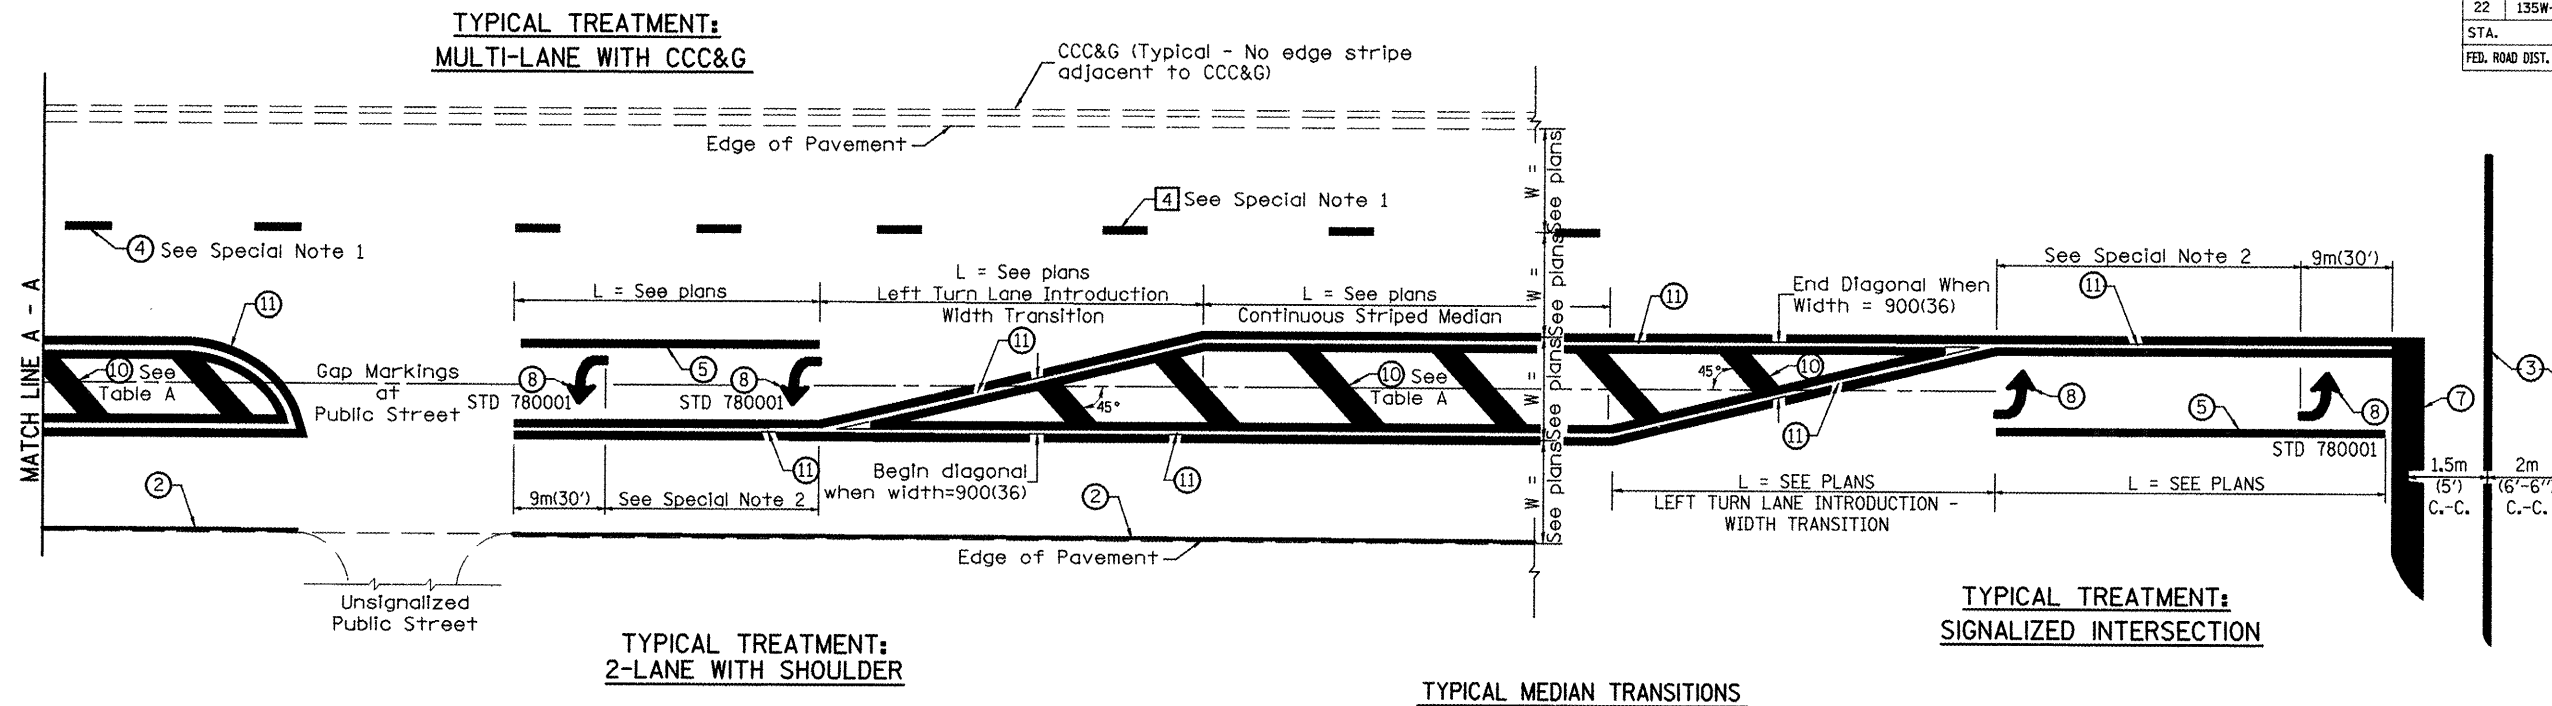 TYPICAL TREATMENT:
MULTI-LANE WITH CCC&G
22 135W-
STA.
FED. ROAD DIST.
CCC&G (Typical - No edge stripe
adjacent to CCC&G)
Edge of Pavement
W = See plans
4 See Special Note 1
4 See Special Note 1
MATCH LINE A - A
11
10 See
Table A
Gap Markings
at
Public Street
L = See plans
L = See plans
Left Turn Lane Introduction
Width Transition
L = See plans
Continuous Striped Median
W = See plans
11
End Diagonal When
Width = 900(36)
See Special Note 2
9m(30')
11
11
5
8
STD 780001
8
STD 780001
11
45°
10 See
Table A
W = See plans
45°
10
11
8
8
5
STD 780001
3
7
2
11
Begin diagonal
when width=900(36)
11
9m(30')
See Special Note 2
2
W = See plans
L = SEE PLANS
LEFT TURN LANE INTRODUCTION -
WIDTH TRANSITION
L = SEE PLANS
1.5m
(5')
C.-C.
2m
(6'-6"
C.-C.
Edge of Pavement
Unsignalized
Public Street
TYPICAL TREATMENT:
2-LANE WITH SHOULDER
TYPICAL TREATMENT:
SIGNALIZED INTERSECTION
TYPICAL MEDIAN TRANSITIONS